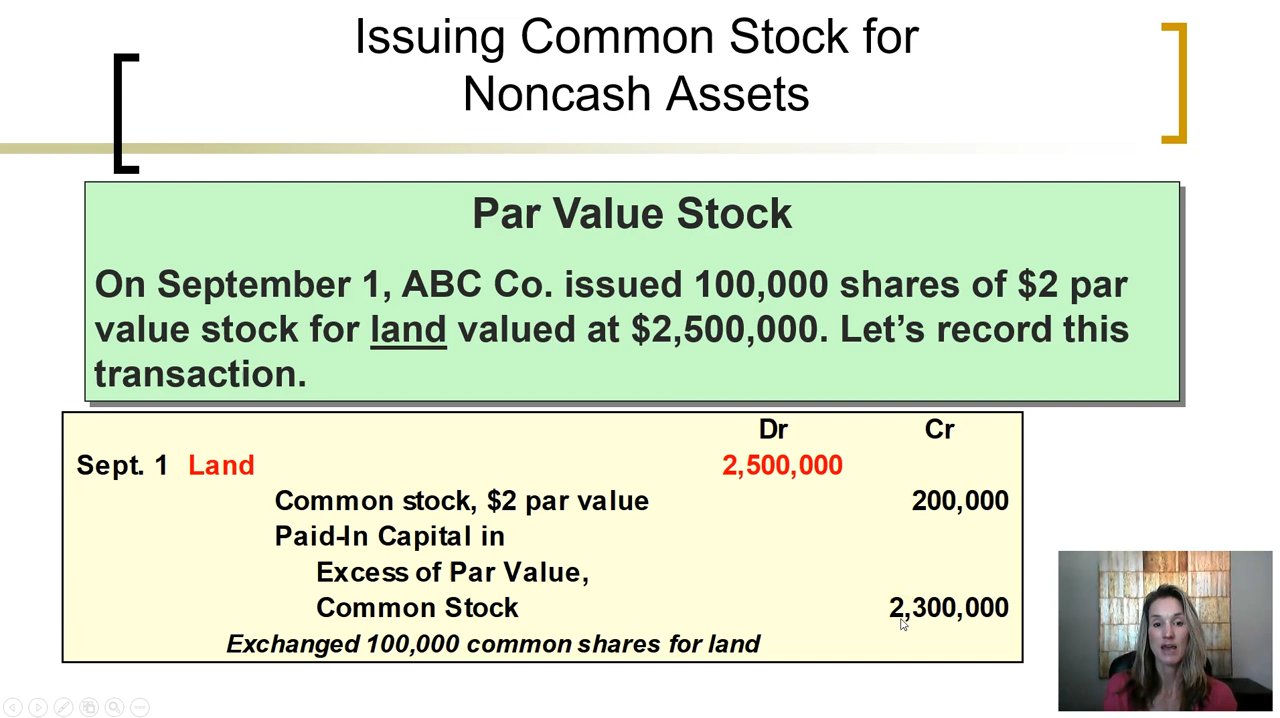 Issuing Common Stock for
Noncash Assets
Par Value Stock
On September 1, ABC Co. issued 100,000 shares of $2 par
value stock for land valued at $2,500,000. Let’s record this
transaction.
Dr Cr
Sept. 1 Land 2,500,000
Common stock, $2 par value 200,000
Paid-In Capital in
Excess of Par Value,
Common Stock 2,300,000
Exchanged 100,000 common shares for land